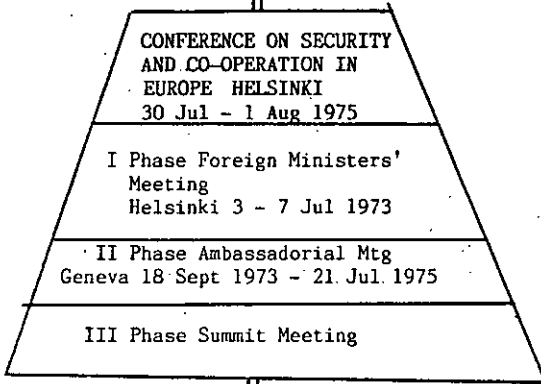 CONFERENCE ON SECURITY
AND CO-OPERATION IN
EUROPE HELSINKI
30 Jul - 1 Aug 1975
I Phase Foreign Ministers'
Meeting
Helsinki 3 - 7 Jul 1973
II Phase Ambassadorial Mtg
Geneva 18 Sept 1973 - 21 Jul 1975
III Phase Summit Meeting